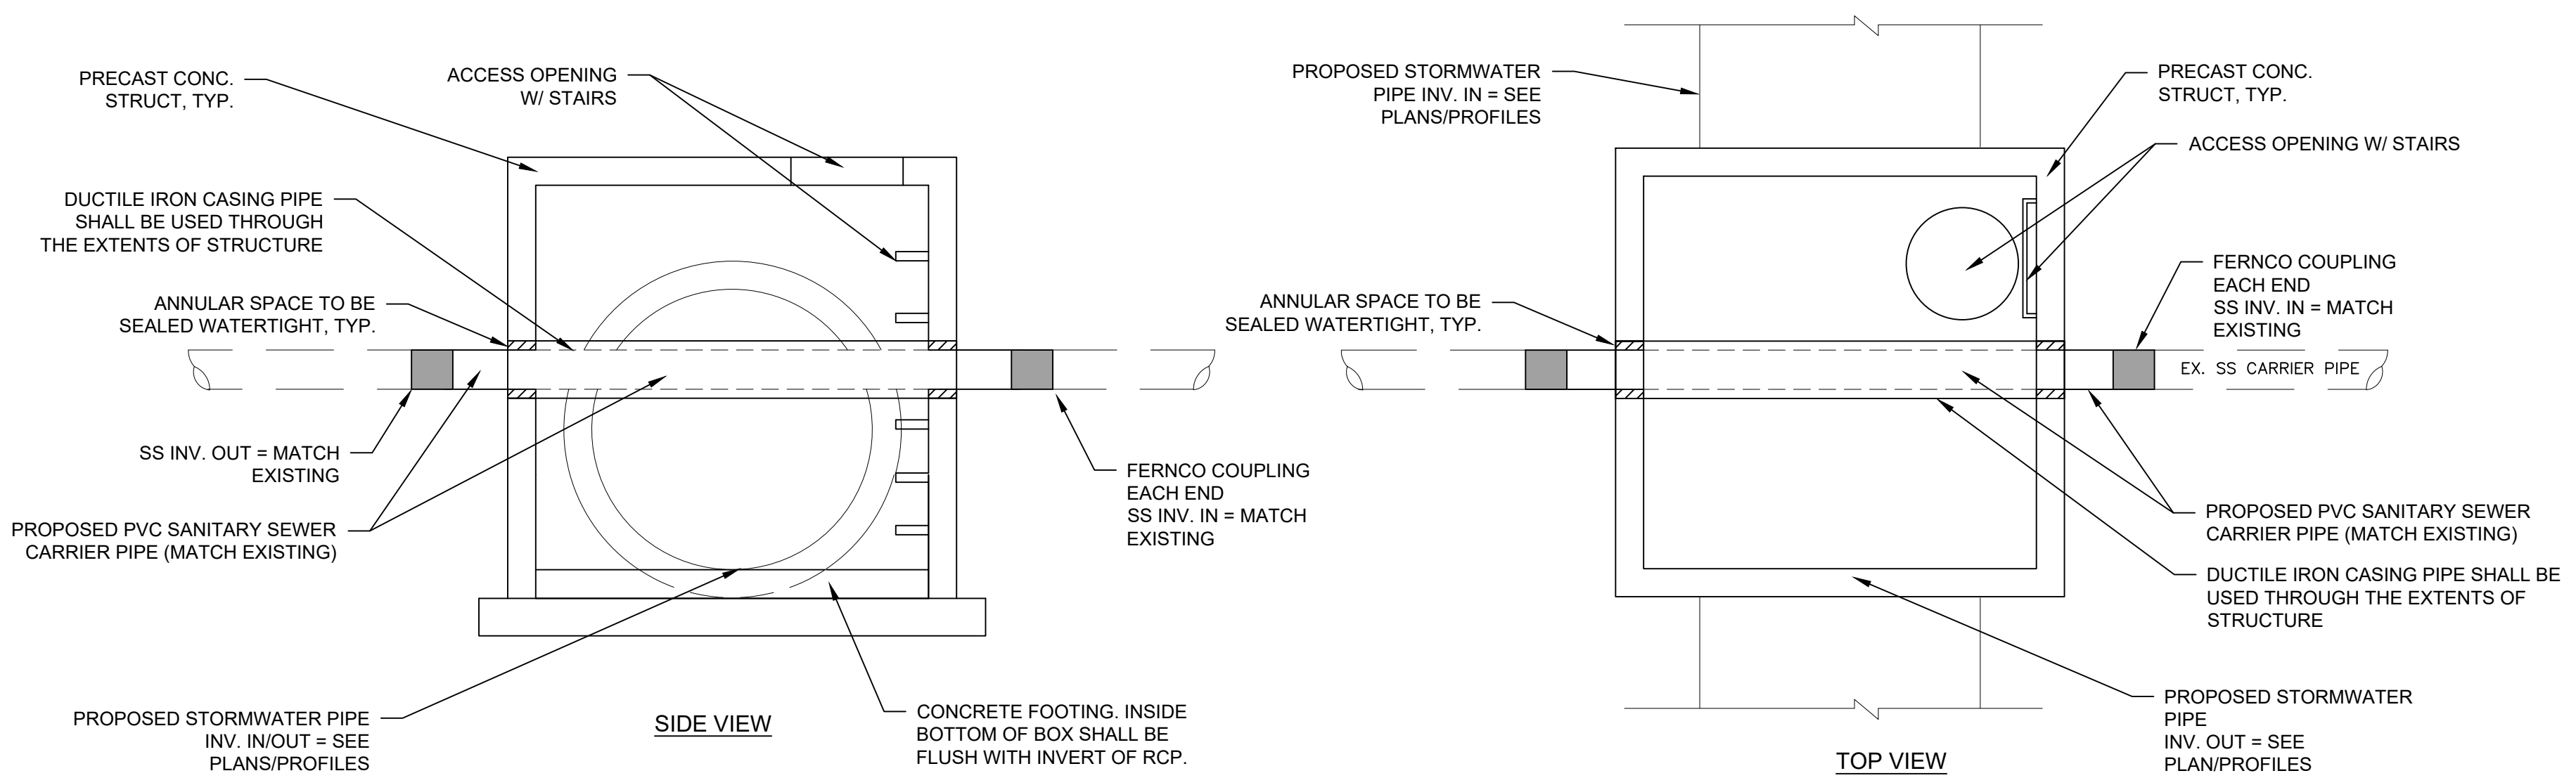 PRECAST CONC.
STRUCT, TYP.
ACCESS OPENING
W/ STAIRS
DUCTILE IRON CASING PIPE
SHALL BE USED THROUGH
THE EXTENTS OF STRUCTURE
ANNULAR SPACE TO BE
SEALED WATERTIGHT, TYP.
SS INV. OUT = MATCH
EXISTING
PROPOSED PVC SANITARY SEWER
CARRIER PIPE (MATCH EXISTING)
PROPOSED STORMWATER PIPE
INV. IN/OUT = SEE
PLANS/PROFILES
FERNCO COUPLING
EACH END
SS INV. IN = MATCH
EXISTING
CONCRETE FOOTING. INSIDE
BOTTOM OF BOX SHALL BE
FLUSH WITH INVERT OF RCP.
SIDE VIEW
PROPOSED STORMWATER
PIPE INV. IN = SEE
PLANS/PROFILES
PRECAST CONC.
STRUCT, TYP.
ACCESS OPENING W/ STAIRS
ANNULAR SPACE TO BE
SEALED WATERTIGHT, TYP.
FERNCO COUPLING
EACH END
SS INV. IN = MATCH
EXISTING
EX. SS CARRIER PIPE
PROPOSED PVC SANITARY SEWER
CARRIER PIPE (MATCH EXISTING)
DUCTILE IRON CASING PIPE SHALL BE
USED THROUGH THE EXTENTS OF
STRUCTURE
PROPOSED STORMWATER
PIPE
INV. OUT = SEE
PLAN/PROFILES
TOP VIEW